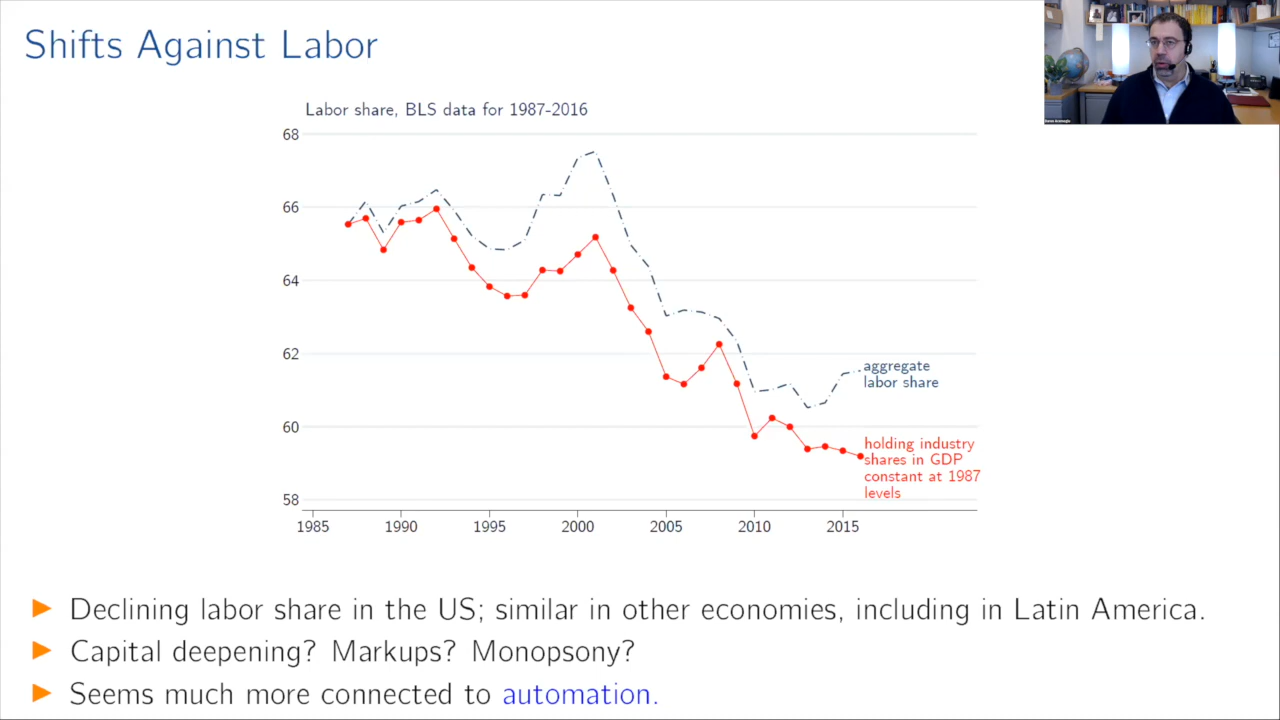 Shifts Against Labor
Labor share, BLS data for 1987-2016
68
66
64
62
60
58
aggregate
labor share
holding industry
shares in GDP
constant at 1987
levels
1985 1990 1995 2000 2005 2010 2015
Declining labor share in the US; similar in other economies, including in Latin America.
Capital deepening? Markups? Monopsony?
Seems much more connected to automation.